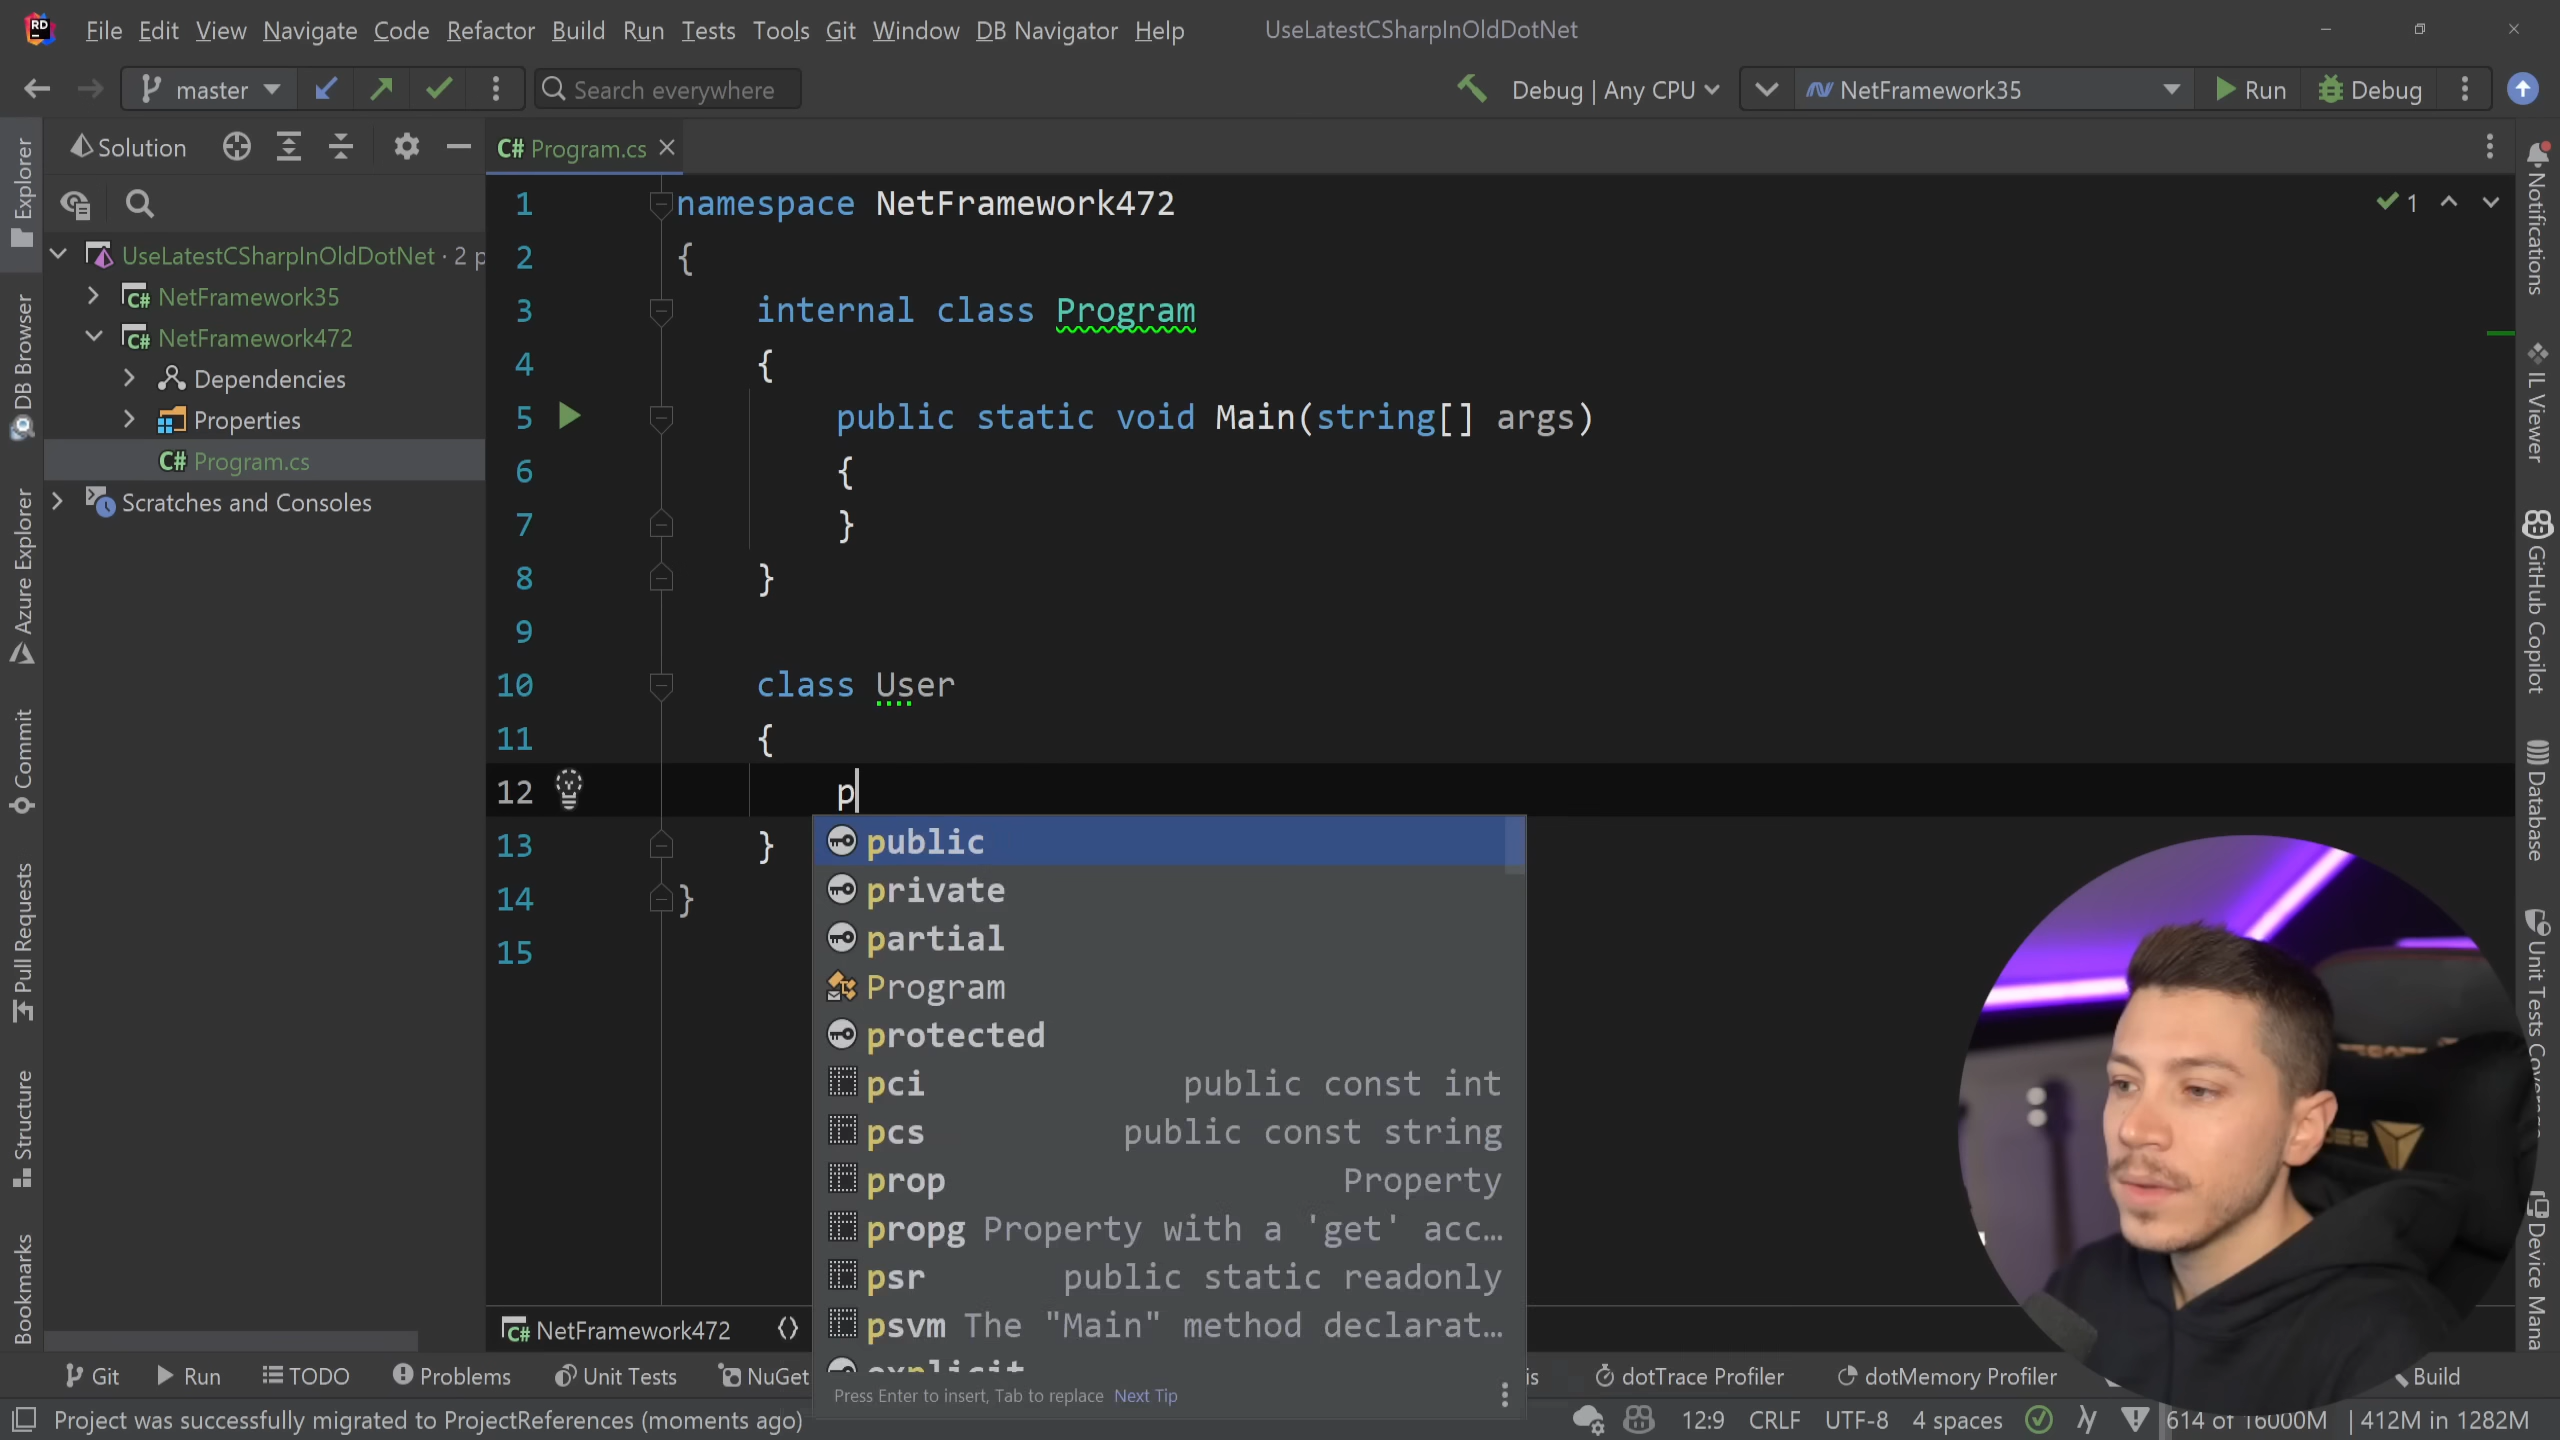 RD File Edit View Navigate Code Refactor Build Run Tests Tools Git Window DB Navigator Help UseLatestCSharpInOldDotNet
master Search everywhere Debug | Any CPU NetFramework35 Run Debug
Solution C# Program.cs
Explorer
DB Browser
Azure Explorer
Commit
Pull Requests
Structure
Bookmarks
UseLatestCSharpInOldDotNet · 2 p
C# NetFramework35
C# NetFramework472
Dependencies
Properties
C# Program.cs
Scratches and Consoles
1 namespace NetFramework472
2 {
3 internal class Program
4 {
5 public static void Main(string[] args)
6 {
7 }
8 }
9
10 class User
11 {
12 p
13 }
14 }
15
1
public
private
partial
Program
protected
pci public const int
pcs public const string
prop Property
propg Property with a 'get' acc…
psr public static readonly
psvm The "Main" method declarat…
explicit
Press Enter to insert, Tab to replace Next Tip
Notifications
IL Viewer
GitHub Copilot
Database
Unit Tests Coverage
Device Mana
C# NetFramework472
Git Run TODO Problems Unit Tests NuGet is dotTrace Profiler dotMemory Profiler Build
Project was successfully migrated to ProjectReferences (moments ago) 12:9 CRLF UTF-8 4 spaces 614 of 16000M | 412M in 1282M